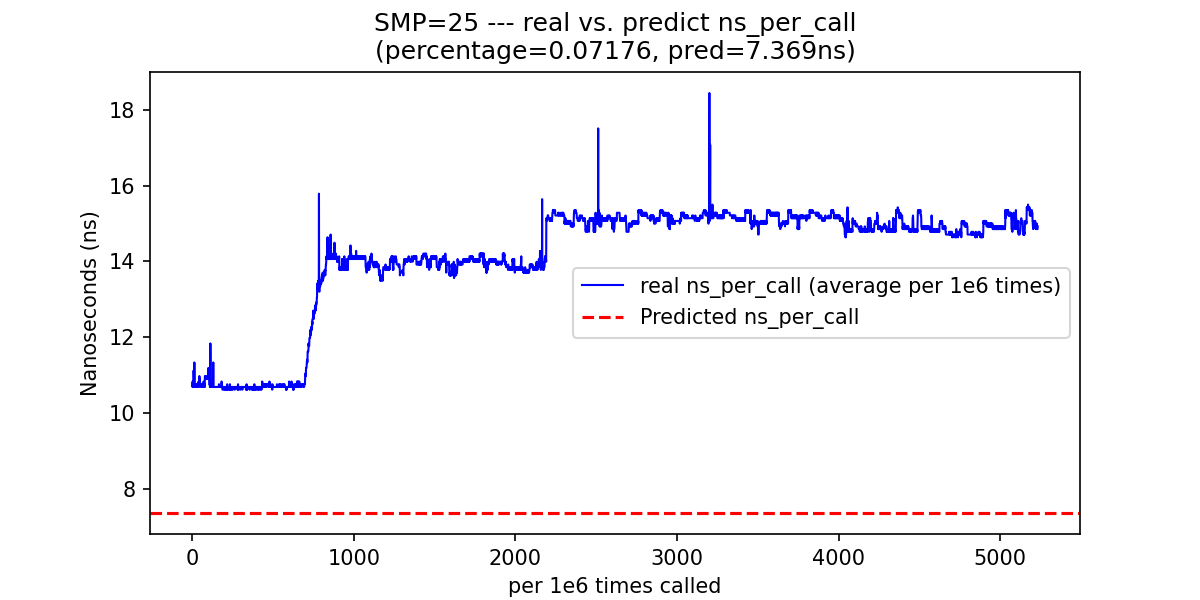 SMP=25 --- real vs. predict ns_per_call
(percentage=0.07176, pred=7.369ns)
18
16
14
12
10
8
Nanoseconds (ns)
real ns_per_call (average per 1e6 times)
Predicted ns_per_call
0 1000 2000 3000 4000 5000
per 1e6 times called